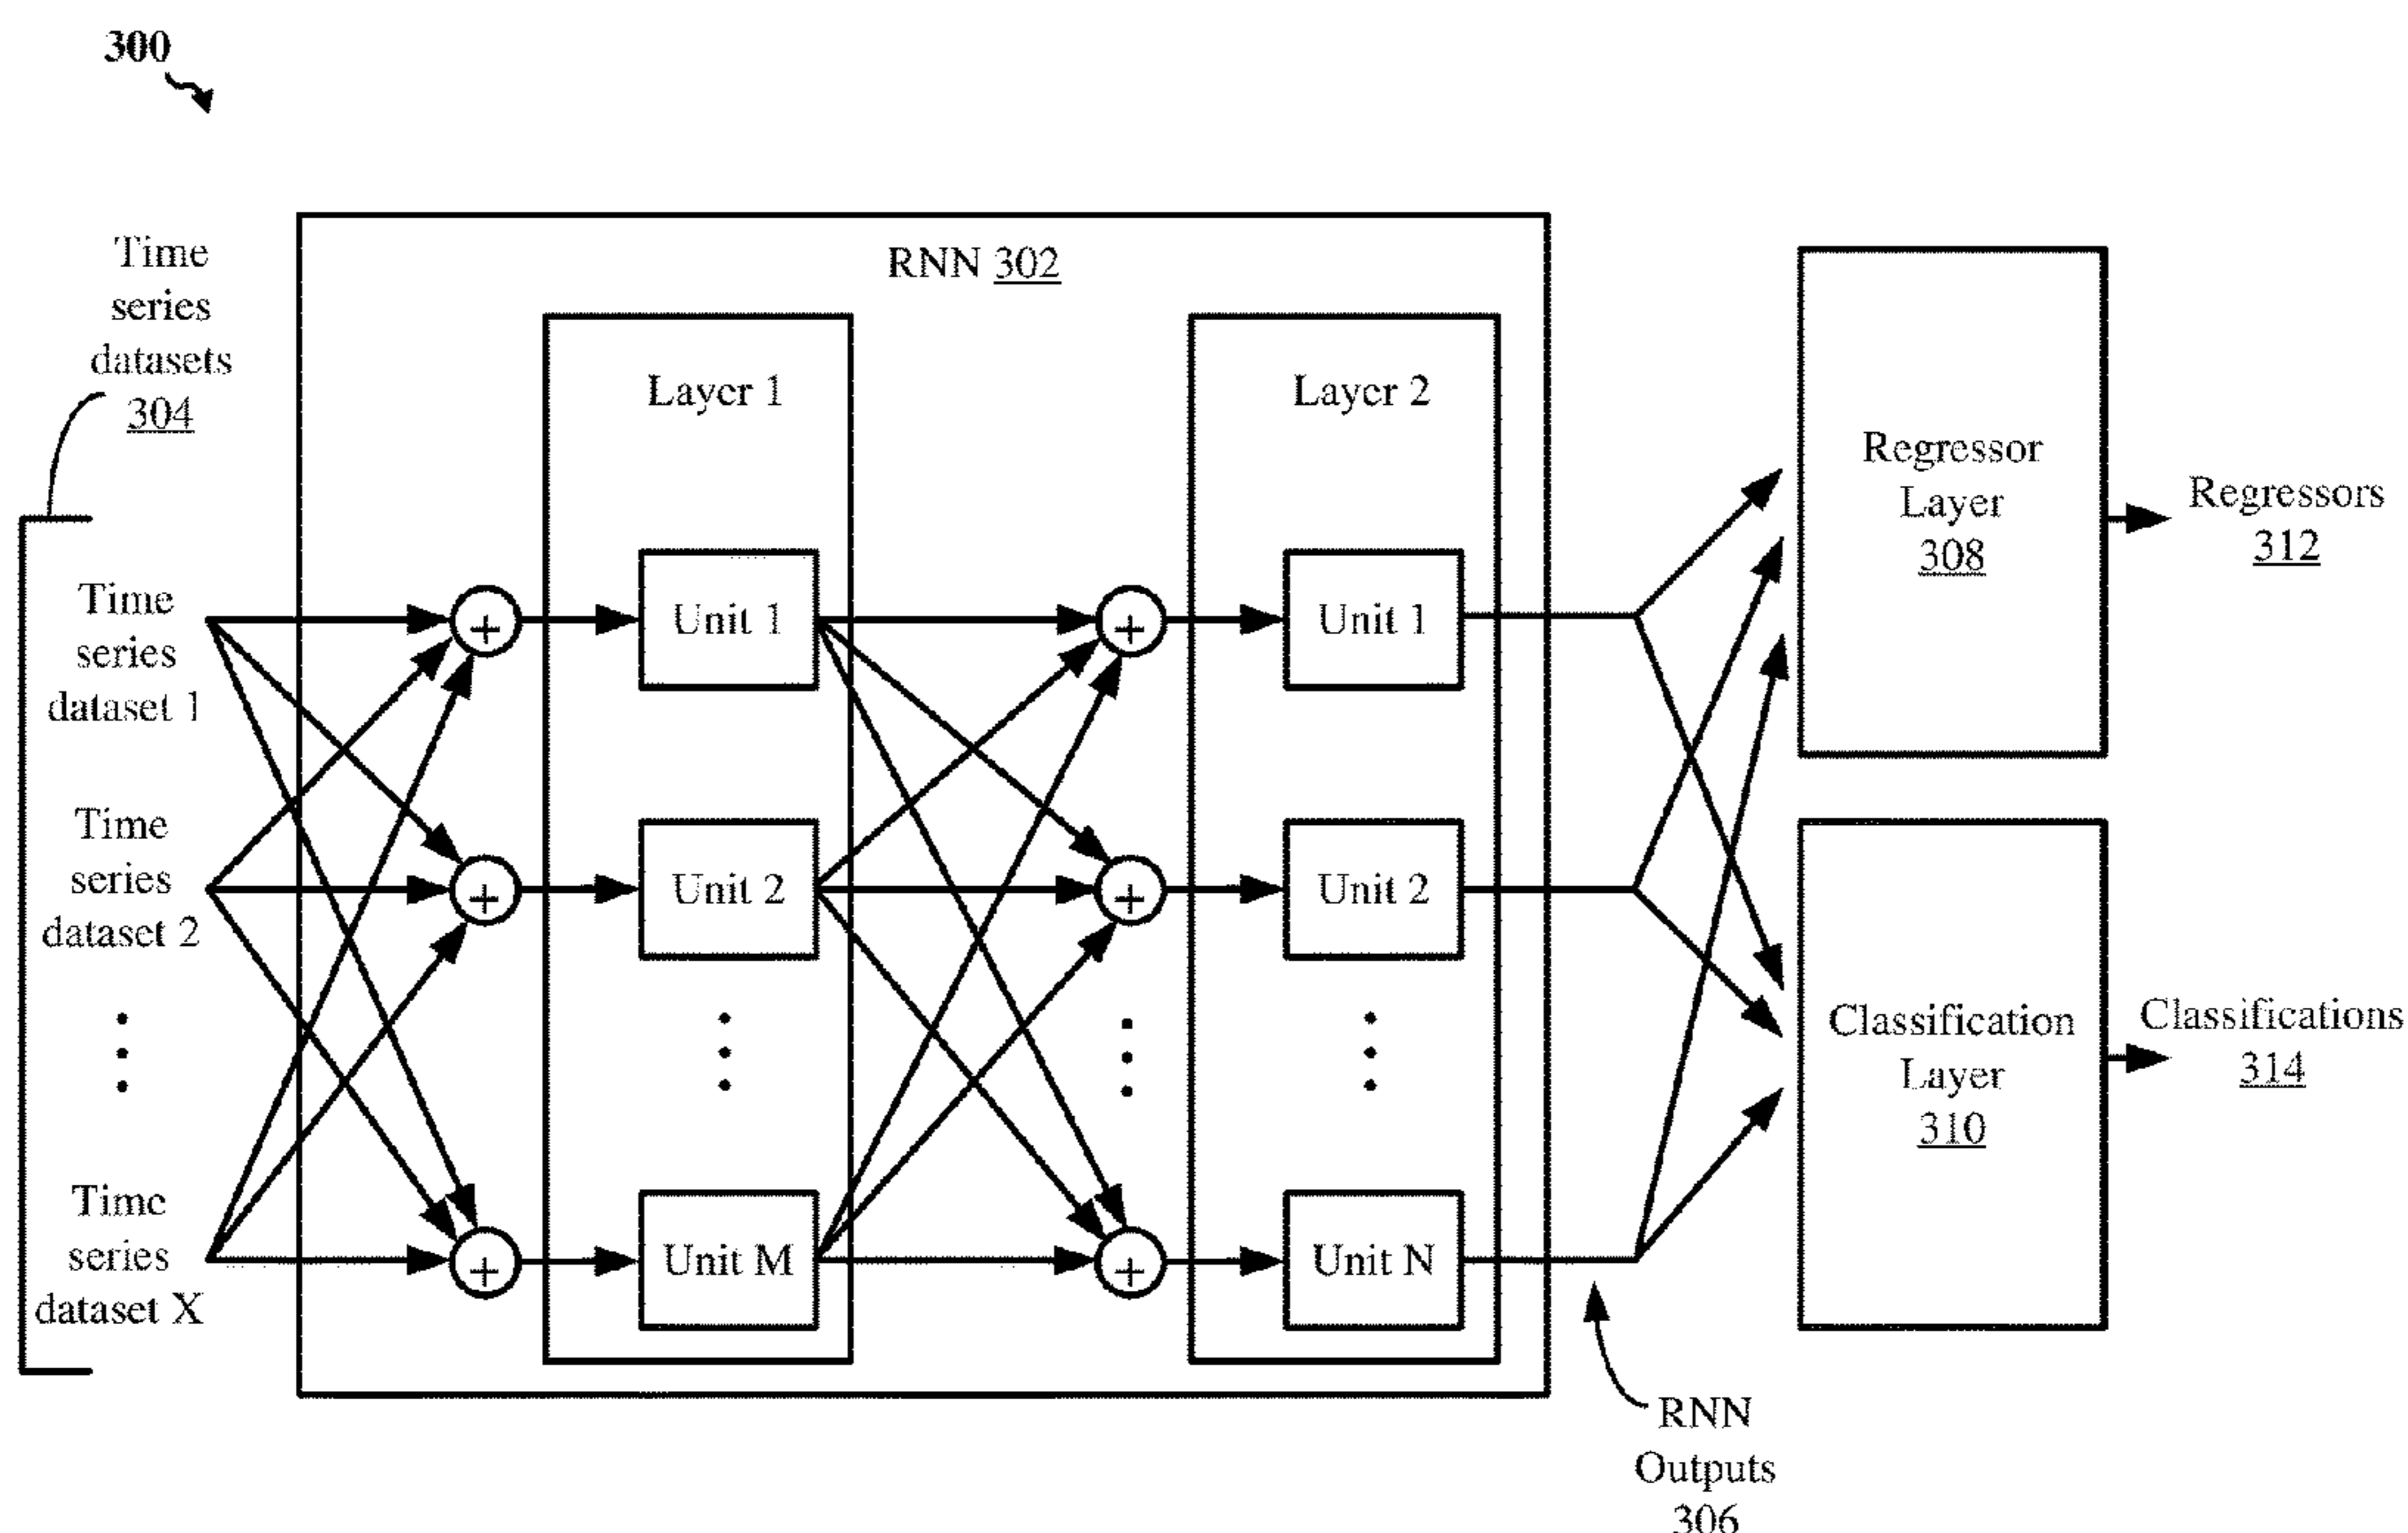 300
Time
series
datasets
304
Time
series
dataset 1
Time
series
dataset 2
Time
series
dataset X
RNN 302
Layer 1
Unit 1
Unit 2
Unit M
+
+
+
Layer 2
Unit 1
Unit 2
Unit N
+
+
+
RNN
Outputs
306
Regressor
Layer
308
Regressors
312
Classification
Layer
310
Classifications
314